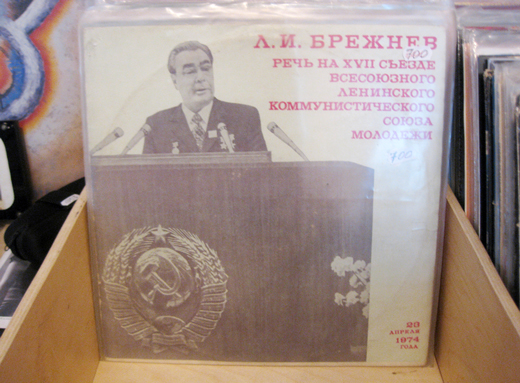 Л. И. БРЕЖНЕВ
700
РЕЧЬ НА XVII СЪЕЗДЕ
ВСЕСОЮЗНОГО
ЛЕНИНСКОГО
КОММУНИСТИЧЕСКОГО
СОЮЗА
МОЛОДЕЖИ
700
23
АПРЕЛЯ
1974
ГОДА